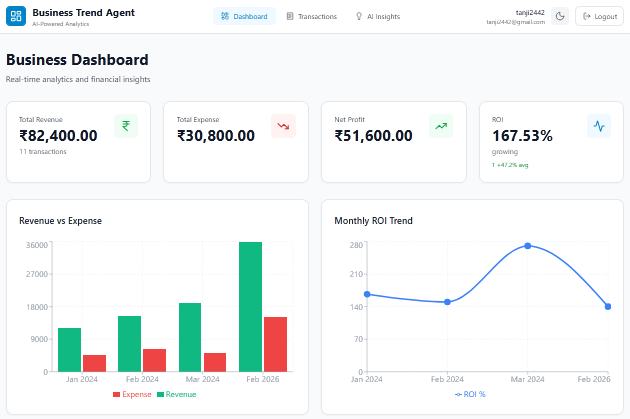 Business Trend Agent
AI-Powered Analytics
Dashboard
Transactions
AI Insights
tanji2442
tanji2442@gmail.com
Logout
Business Dashboard
Real-time analytics and financial insights
Total Revenue
₹82,400.00
11 transactions
Total Expense
₹30,800.00
Net Profit
₹51,600.00
ROI
167.53%
growing
↑ +47.2% avg
Revenue vs Expense
36000
27000
18000
9000
0
Jan 2024 Feb 2024 Mar 2024 Feb 2026
Expense Revenue
Monthly ROI Trend
280
210
140
70
0
Jan 2024 Feb 2024 Mar 2024 Feb 2026
ROI %